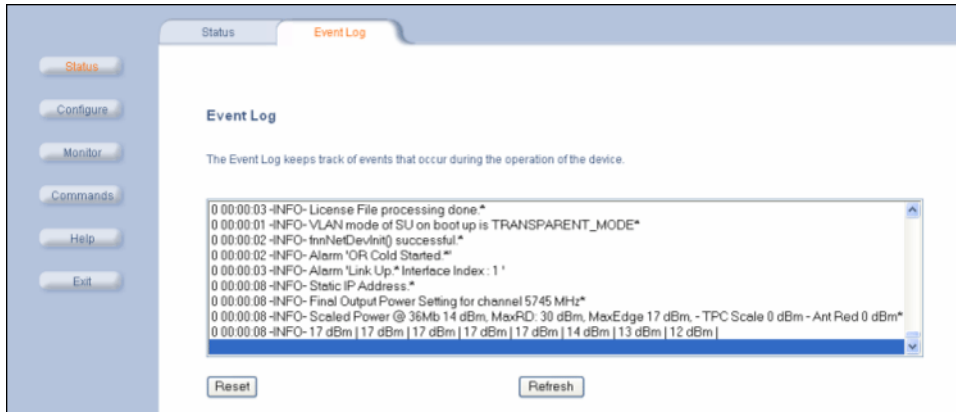 Status
Event Log
Status
Configure
Monitor
Commands
Help
Exit
Event Log
The Event Log keeps track of events that occur during the operation of the device.
0 00:00:03 -INFO- License File processing done.*
0 00:00:01 -INFO- VLAN mode of SU on boot up is TRANSPARENT_MODE*
0 00:00:02 -INFO- fnnNetDevInit() successful.*
0 00:00:02 -INFO- Alarm 'OR Cold Started.*'
0 00:00:03 -INFO- Alarm 'Link Up.* Interface Index : 1 '
0 00:00:08 -INFO- Static IP Address.*
0 00:00:08 -INFO- Final Output Power Setting for channel 5745 MHz*
0 00:00:08 -INFO- Scaled Power @ 36Mb 14 dBm, MaxRD: 30 dBm, MaxEdge 17 dBm, - TPC Scale 0 dBm - Ant Red 0 dBm*
0 00:00:08 -INFO- 17 dBm | 17 dBm | 17 dBm | 17 dBm | 17 dBm | 14 dBm | 13 dBm | 12 dBm |
Reset
Refresh